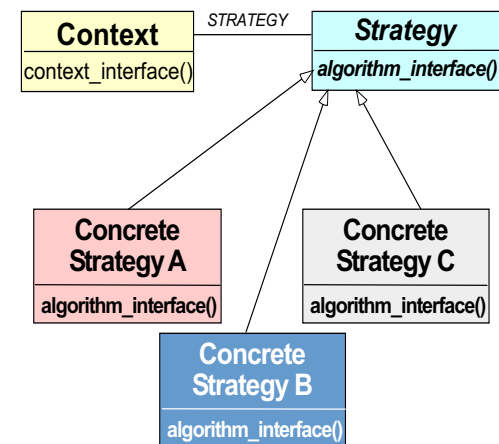 Context
context_interface()
STRATEGY
Strategy
algorithm_interface()
Concrete
Strategy A
algorithm_interface()
Concrete
Strategy C
algorithm_interface()
Concrete
Strategy B
algorithm_interface()